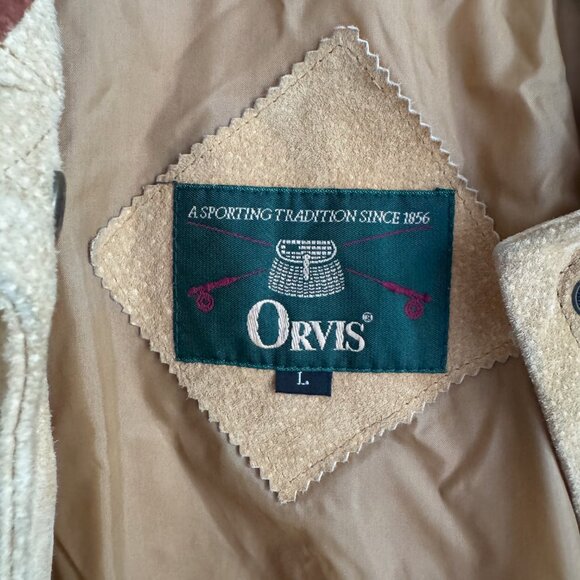 A SPORTING TRADITION SINCE 1856
ORVIS®
L